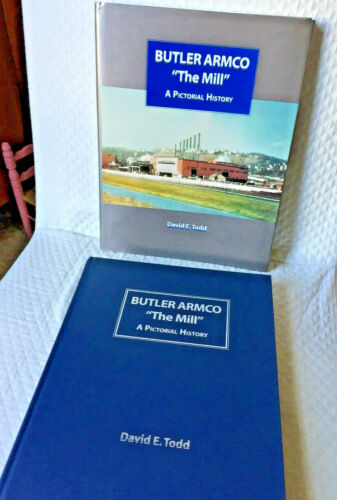 BUTLER ARMCO
"The Mill"
A PICTORIAL HISTORY
David E. Todd
BUTLER ARMCO
"The Mill"
A PICTORIAL HISTORY
David E. Todd